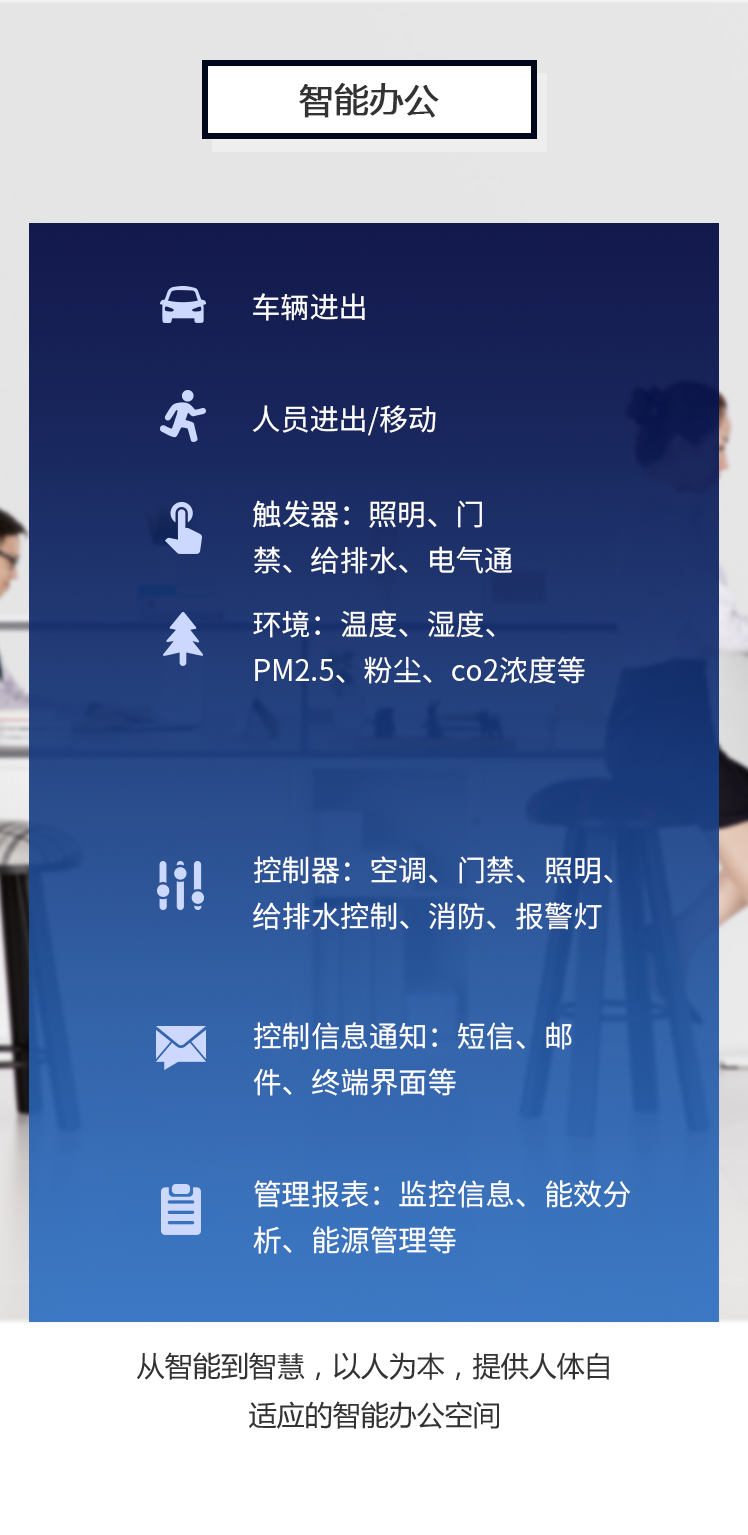 智能办公
车辆进出
人员进出/移动
触发器：照明、门
禁、给排水、电气通
环境：温度、湿度、
PM2.5、粉尘、co2浓度等
控制器：空调、门禁、照明、
给排水控制、消防、报警灯
控制信息通知：短信、邮
件、终端界面等
管理报表：监控信息、能效分
析、能源管理等
从智能到智慧，以人为本，提供人体自
适应的智能办公空间